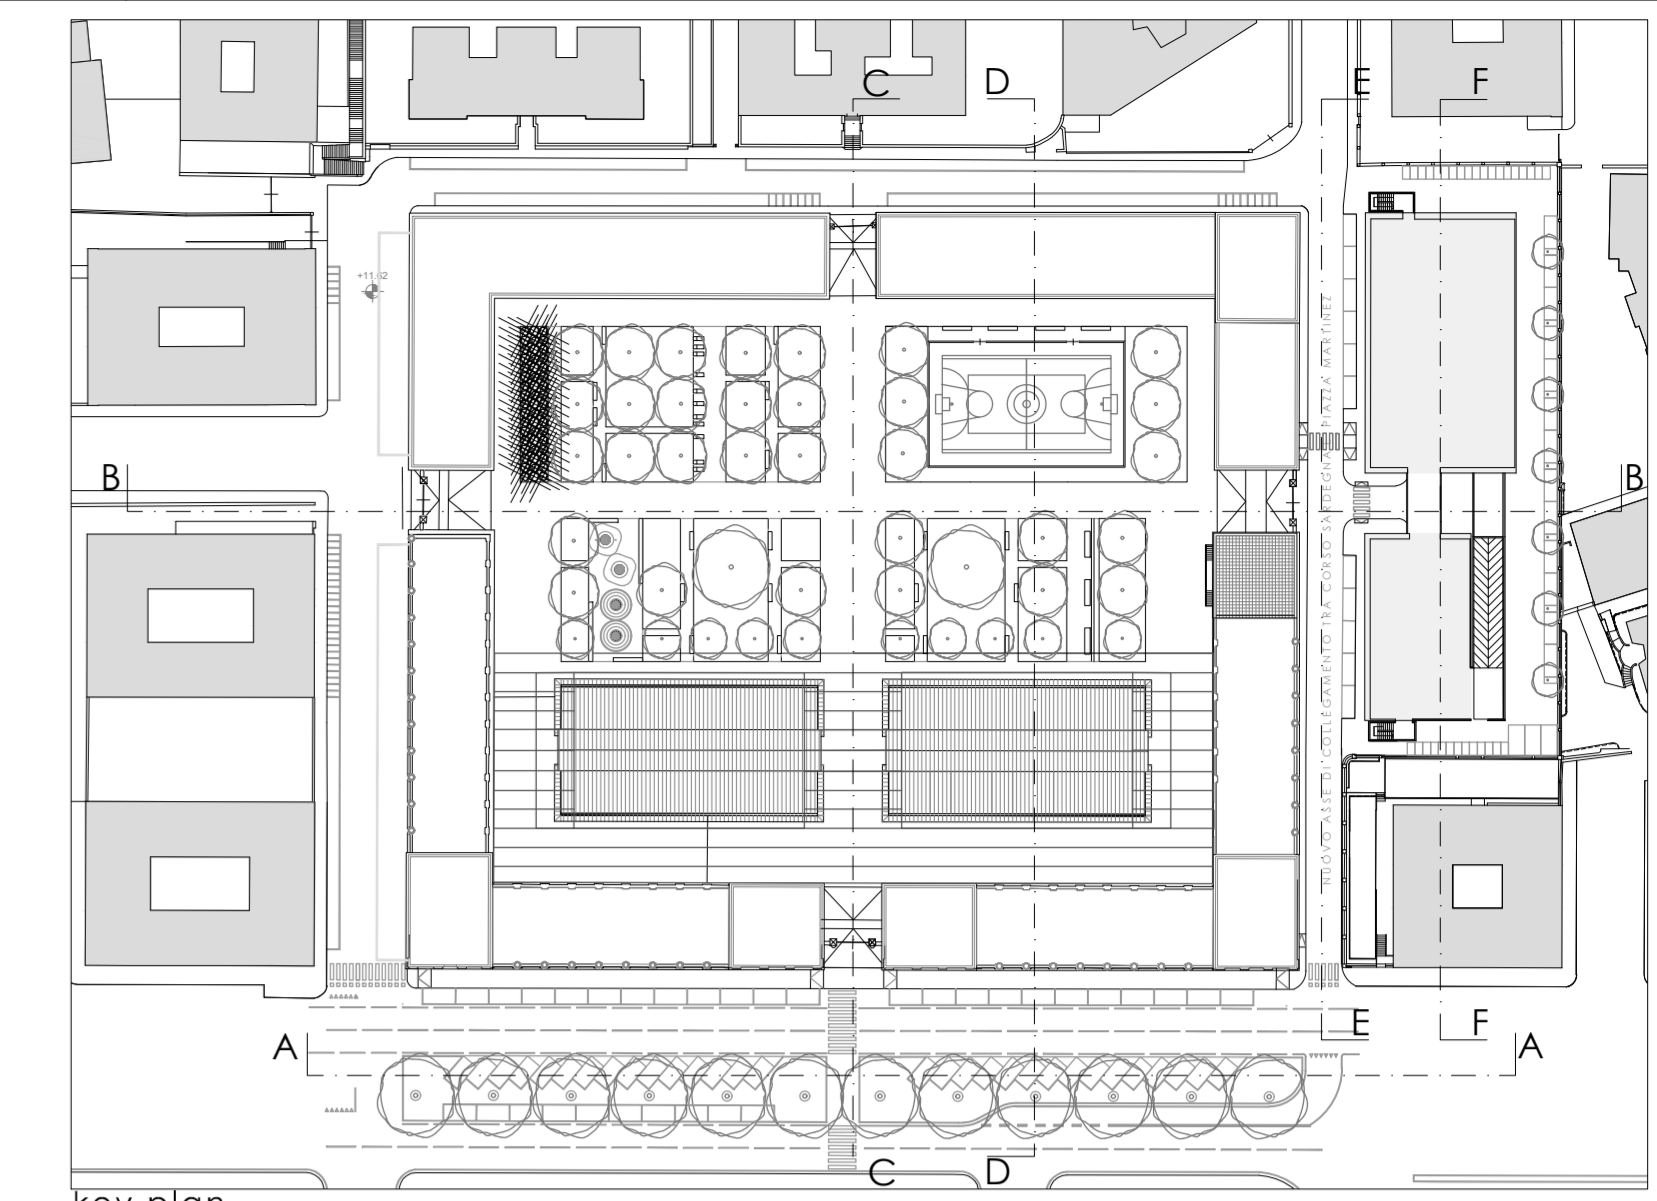 C
D
E
F
+11.62
NUOVO ASSE DI COLLEGAMENTO TRA CORSO SARDEGNA E PIAZZA MARTINEZ
B
B
E
F
A
A
C
D
key plan